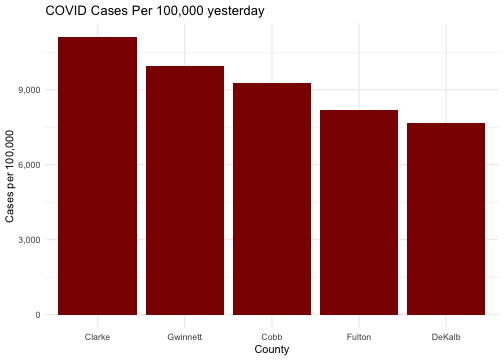 COVID Cases Per 100,000 yesterday
Cases per 100,000
9,000
6,000
3,000
0
Clarke Gwinnett Cobb Fulton DeKalb
County